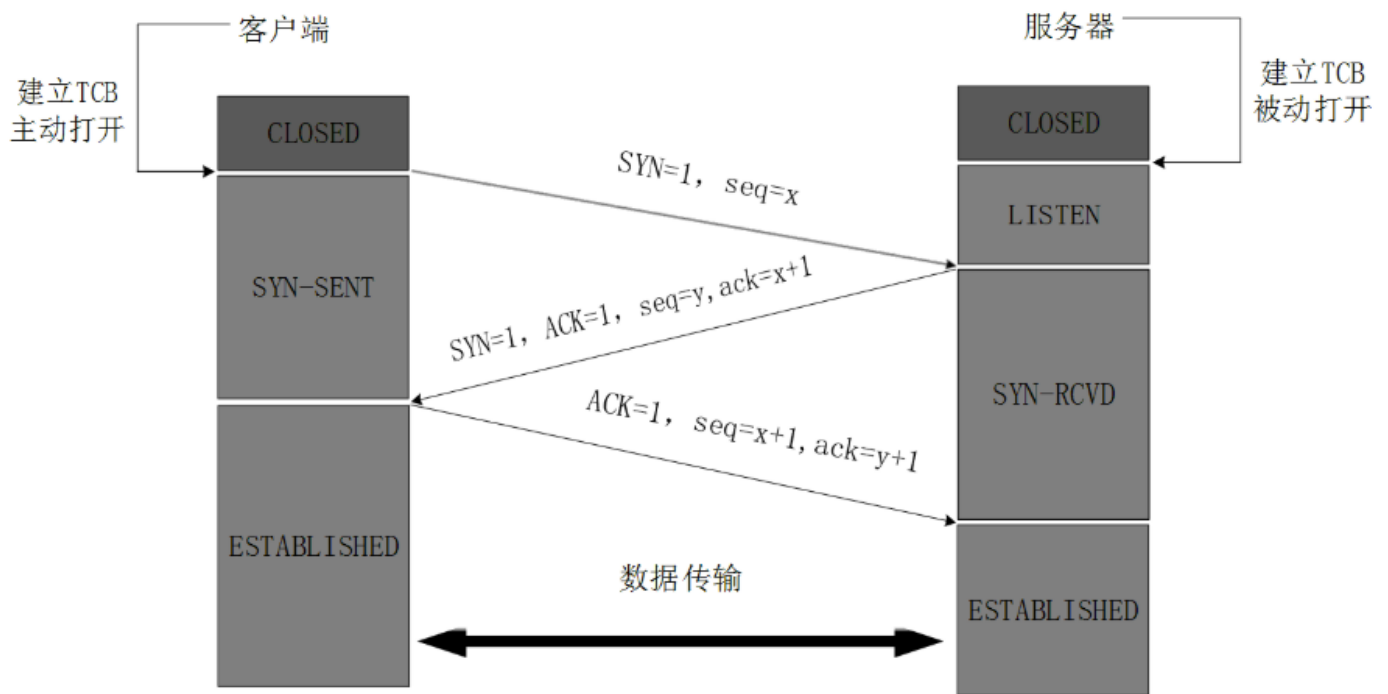 客户端
服务器
建立TCB
主动打开
建立TCB
被动打开
CLOSED
CLOSED
SYN=1, seq=x
LISTEN
SYN-SENT
SYN=1, ACK=1, seq=y,ack=x+1
SYN-RCVD
ACK=1, seq=x+1,ack=y+1
ESTABLISHED
数据传输
ESTABLISHED